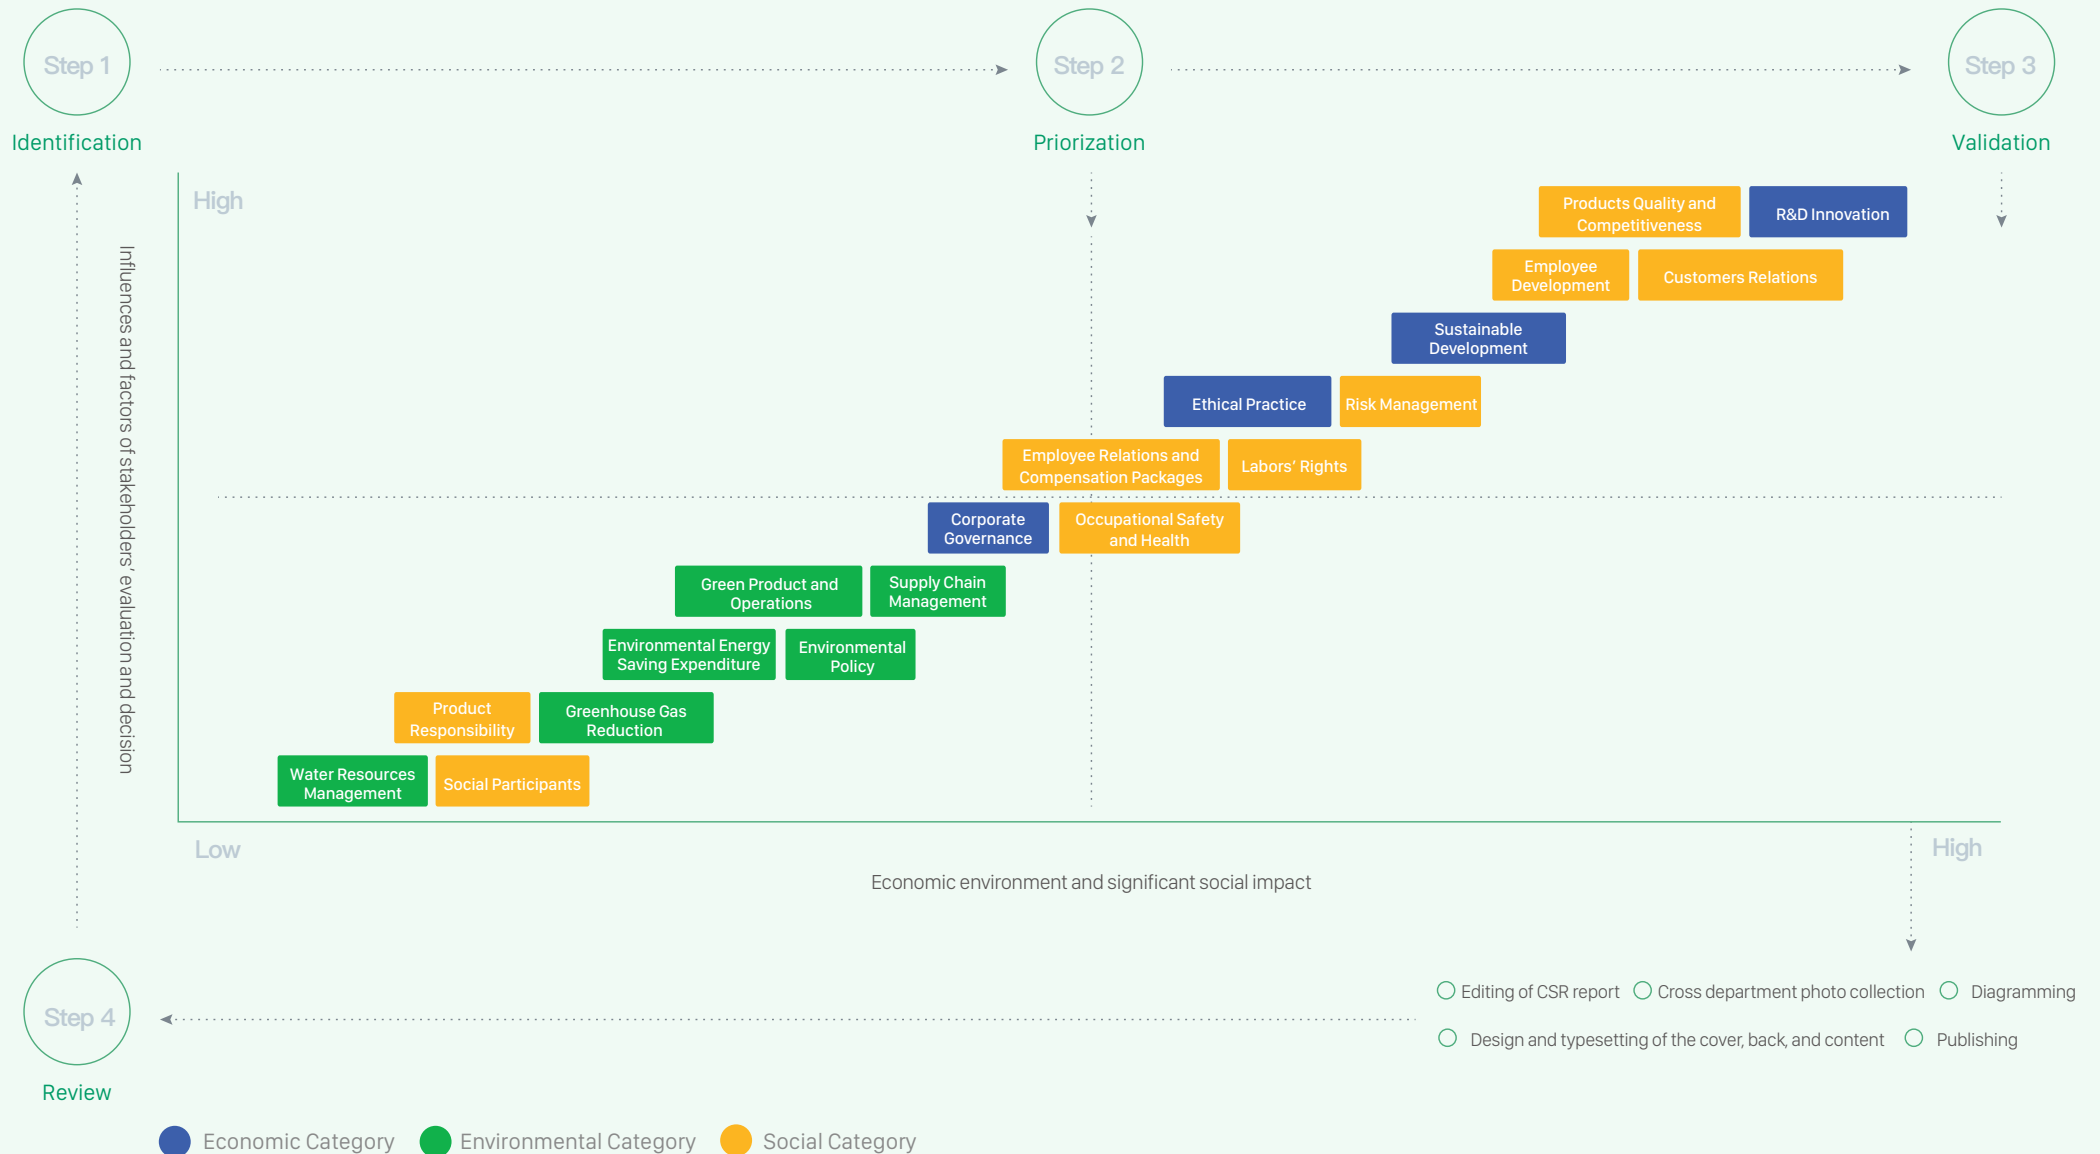 Step 1
Step 2
Step 3
Identification
Priorization
Validation
High
Influences and factors of stakeholders' evaluation and decision
Products Quality and
Competitiveness
R&D Innovation
Employee
Development
Customers Relations
Sustainable
Development
Ethical Practice
Risk Management
Employee Relations and
Compensation Packages
Labors' Rights
Corporate
Governance
Occupational Safety
and Health
Green Product and
Operations
Supply Chain
Management
Environmental Energy
Saving Expenditure
Environmental
Policy
Product
Responsibility
Greenhouse Gas
Reduction
Water Resources
Management
Social Participants
Low
High
Economic environment and significant social impact
Editing of CSR report
Cross department photo collection
Diagramming
Design and typesetting of the cover, back, and content
Publishing
Step 4
Review
Economic Category
Environmental Category
Social Category